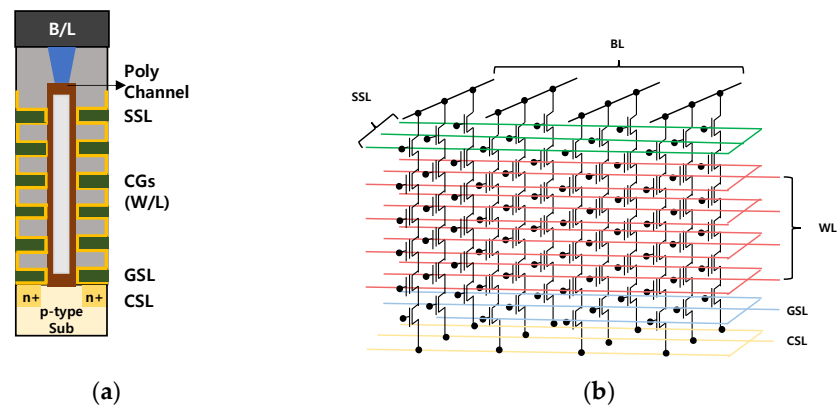 B/L
Poly
Channel
SSL
CGs
(W/L)
GSL
CSL
n+
n+
p-type
Sub
(a)
BL
SSL
WL
GSL
CSL
(b)